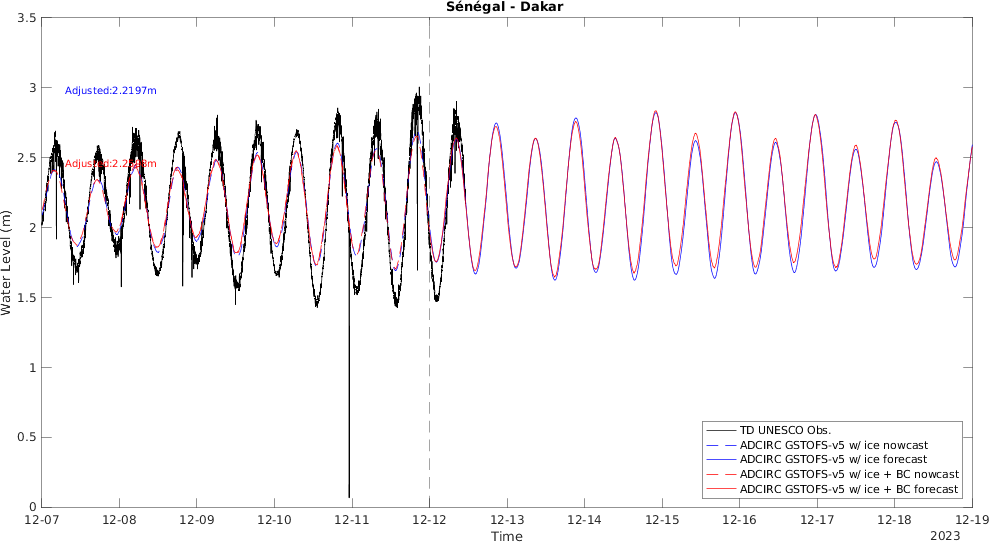 Sénégal - Dakar
3.5
3
2.5
2
1.5
1
0.5
0
Water Level (m)
Adjusted:2.2197m
12-07
12-08
12-09
12-10
12-11
12-12
12-13
12-14
12-15
12-16
12-17
12-18
12-19
Time
2023
TD UNESCO Obs.
ADCIRC GSTOFS-v5 w/ ice nowcast
ADCIRC GSTOFS-v5 w/ ice forecast
ADCIRC GSTOFS-v5 w/ ice + BC nowcast
ADCIRC GSTOFS-v5 w/ ice + BC forecast